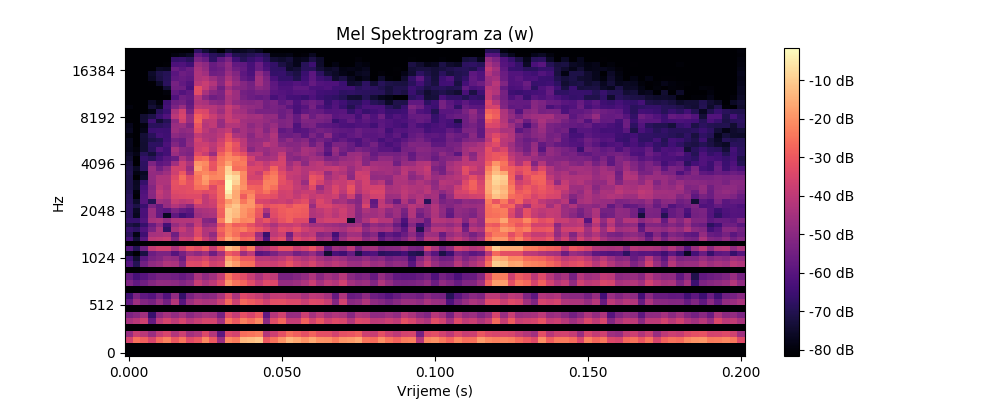 Mel Spektrogram za (w)
16384
8192
4096
2048
1024
512
0
Hz
0.000 0.050 0.100 0.150 0.200
Vrijeme (s)
-10 dB
-20 dB
-30 dB
-40 dB
-50 dB
-60 dB
-70 dB
-80 dB